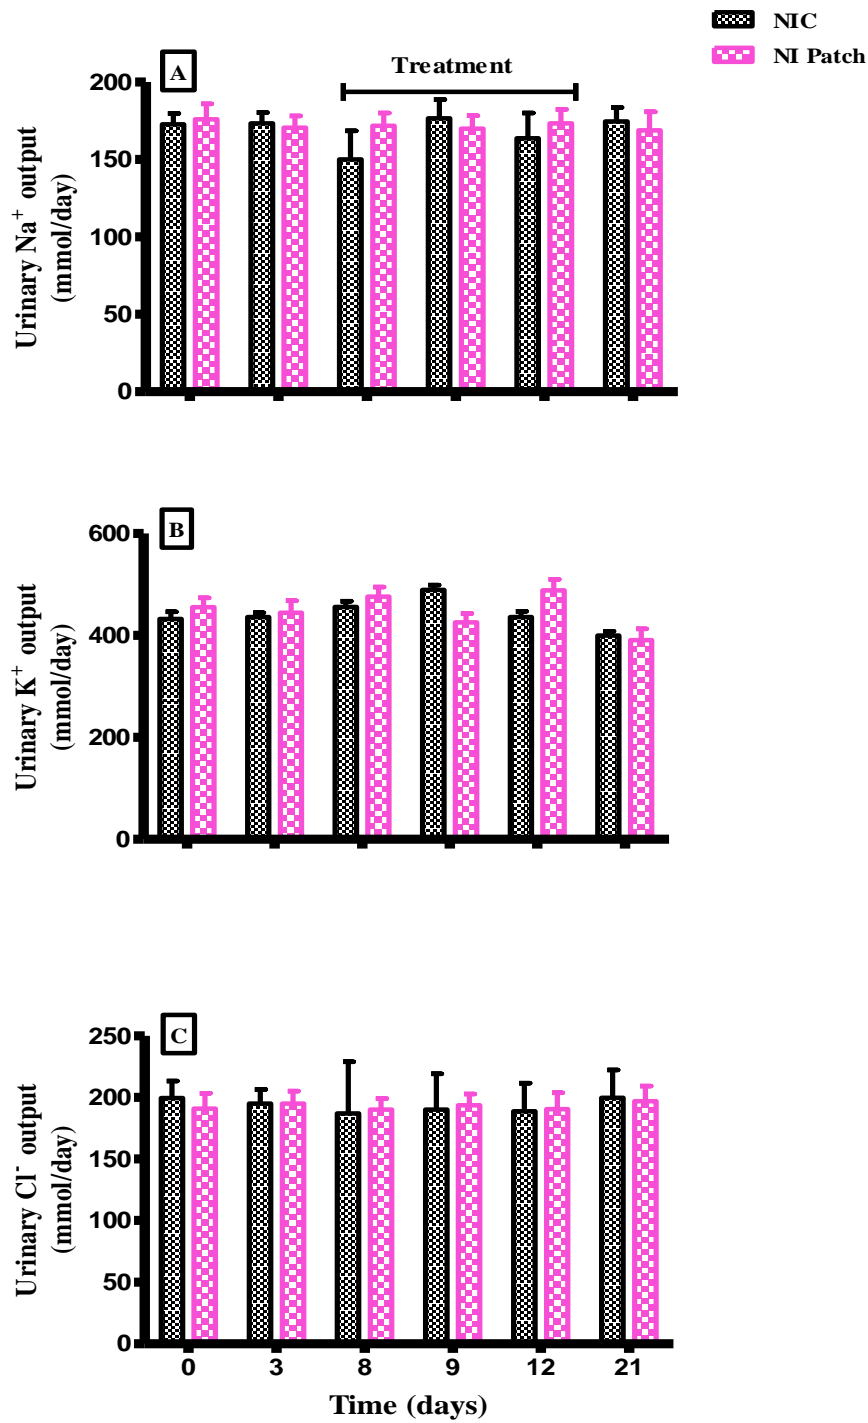 NIC
NI Patch
A
Treatment
200
150
100
50
0
Urinary Na⁺ output
(mmol/day)
B
600
400
200
0
Urinary K⁺ output
(mmol/day)
C
250
200
150
100
50
0
Urinary Cl⁻ output
(mmol/day)
0 3 8 9 12 21
Time (days)